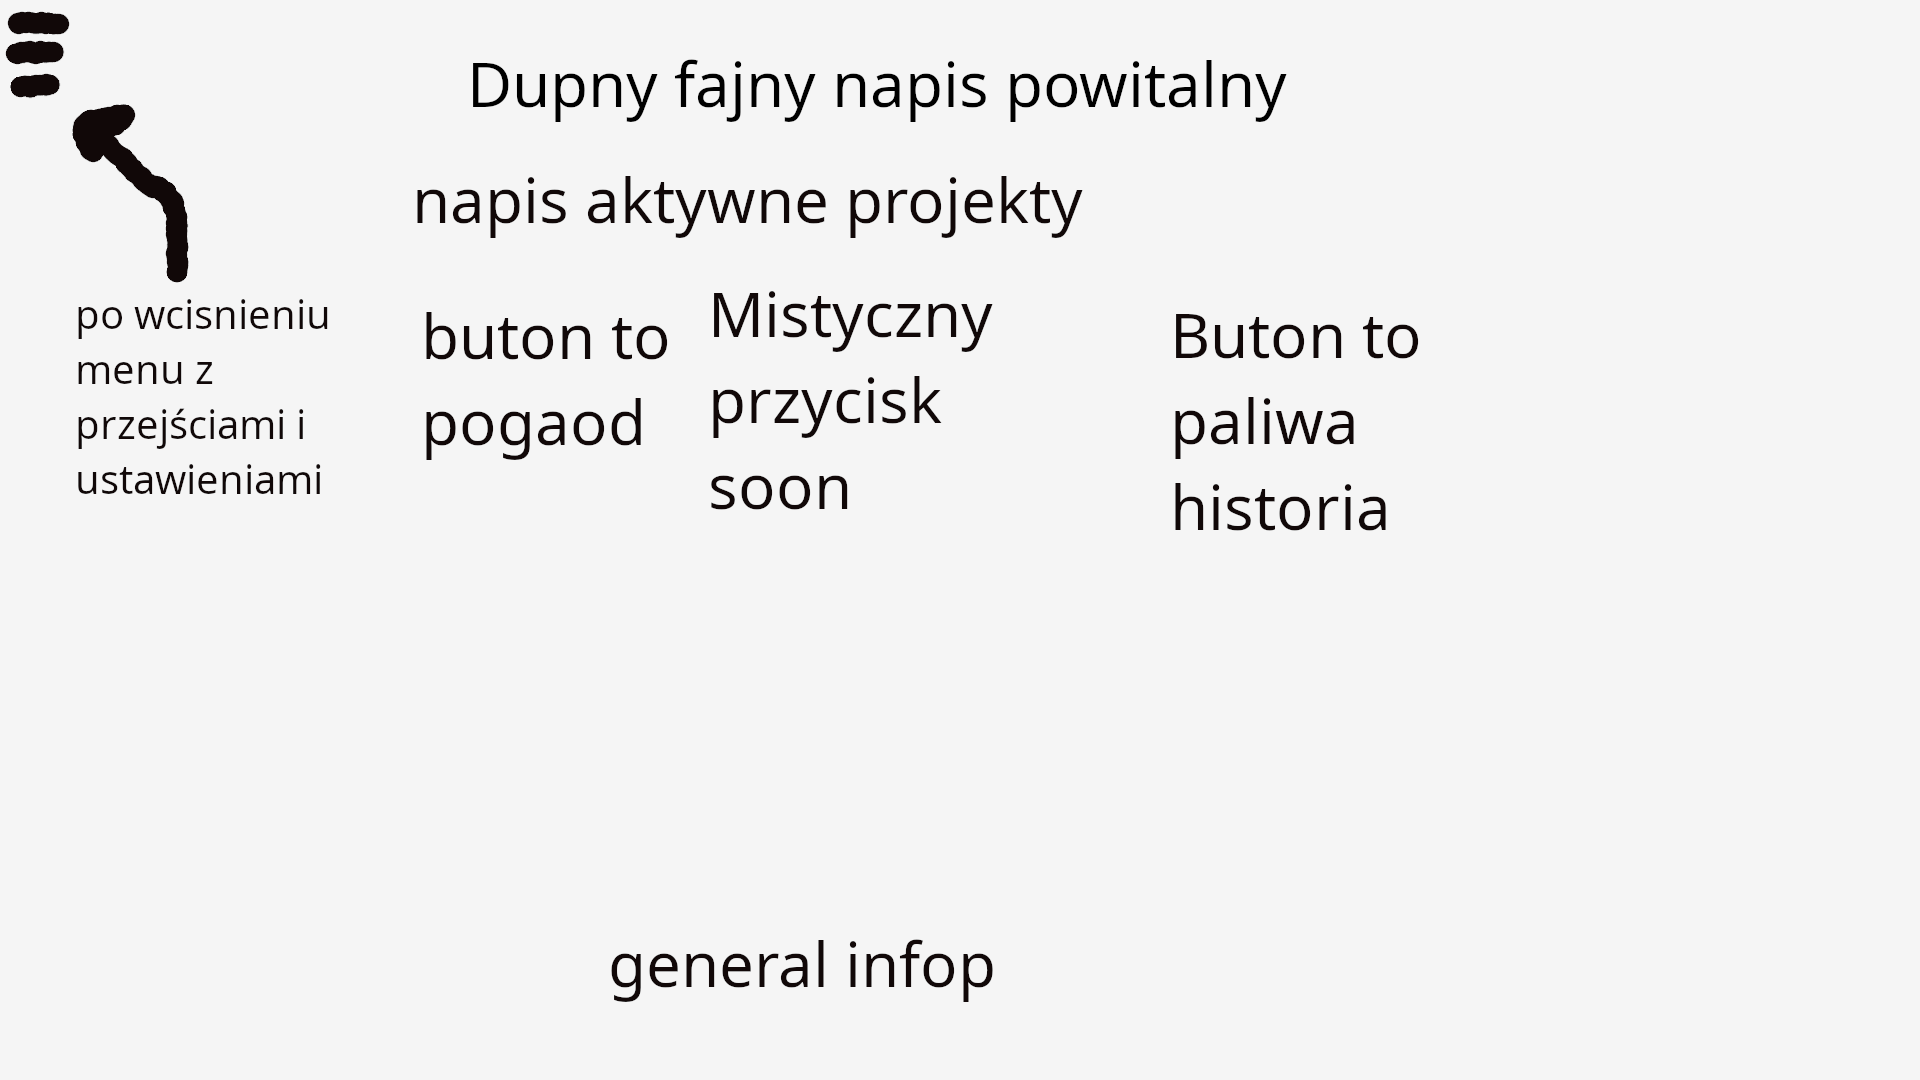 Dupny fajny napis powitalny
napis aktywne projekty
po wcisnieniu
menu z
przejściami i
ustawieniami
buton to
pogaod
Mistyczny
przycisk
soon
Buton to
paliwa
historia
general infop